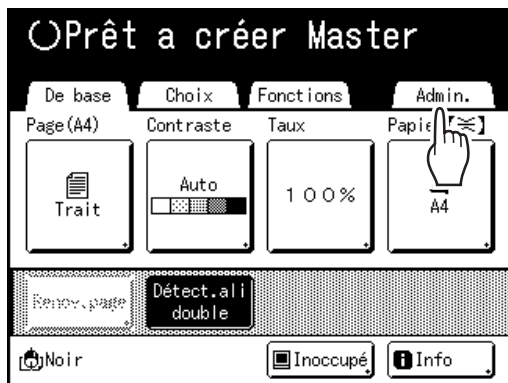 Prêt a créer Master
De base Choix Fonctions Admin.
Page(A4) Contraste Taux Papie 【】
Trait Auto 100% A4
Renov.page Détect.ali
double
Noir Inoccupé Info